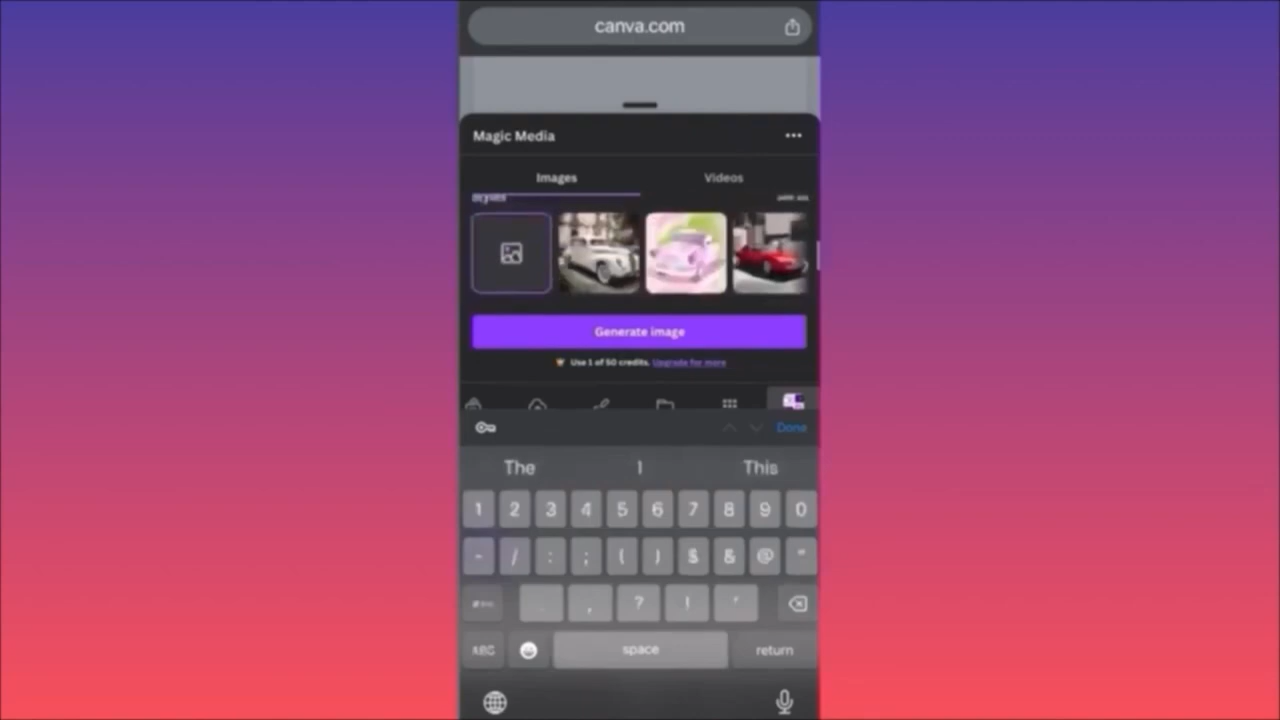 canva.com
Magic Media
Images Videos
Styles
Generate image
Use 1 of 50 credits. Upgrade for more
Done
The I This
1 2 3 4 5 6 7 8 9 0
- / : ; ( ) $ & @ "
#+= . , ? ! '
ABC space return